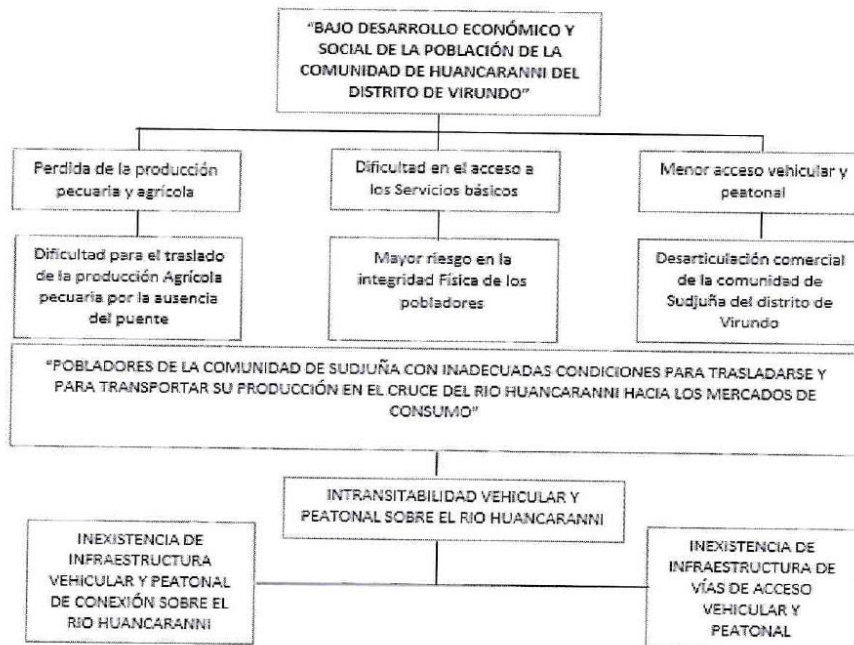 "BAJO DESARROLLO ECONÓMICO Y
SOCIAL DE LA POBLACIÓN DE LA
COMUNIDAD DE HUANCARANNI DEL
DISTRITO DE VIRUNDO"
Perdida de la producción
pecuaria y agrícola
Dificultad en el acceso a
los Servicios básicos
Menor acceso vehicular y
peatonal
Dificultad para el traslado
de la producción Agrícola
pecuaria por la ausencia
del puente
Mayor riesgo en la
integridad Física de los
pobladores
Desarticulación comercial
de la comunidad de
Sudjuña del distrito de
Virundo
"POBLADORES DE LA COMUNIDAD DE SUDJUÑA CON INADECUADAS CONDICIONES PARA TRASLADARSE Y
PARA TRANSPORTAR SU PRODUCCIÓN EN EL CRUCE DEL RIO HUANCARANNI HACIA LOS MERCADOS DE
CONSUMO"
INTRANSITABILIDAD VEHICULAR Y
PEATONAL SOBRE EL RIO HUANCARANNI
INEXISTENCIA DE
INFRAESTRUCTURA
VEHICULAR Y PEATONAL
DE CONEXIÓN SOBRE EL
RIO HUANCARANNI
INEXISTENCIA DE
INFRAESTRUCTURA DE
VÍAS DE ACCESO
VEHICULAR Y
PEATONAL